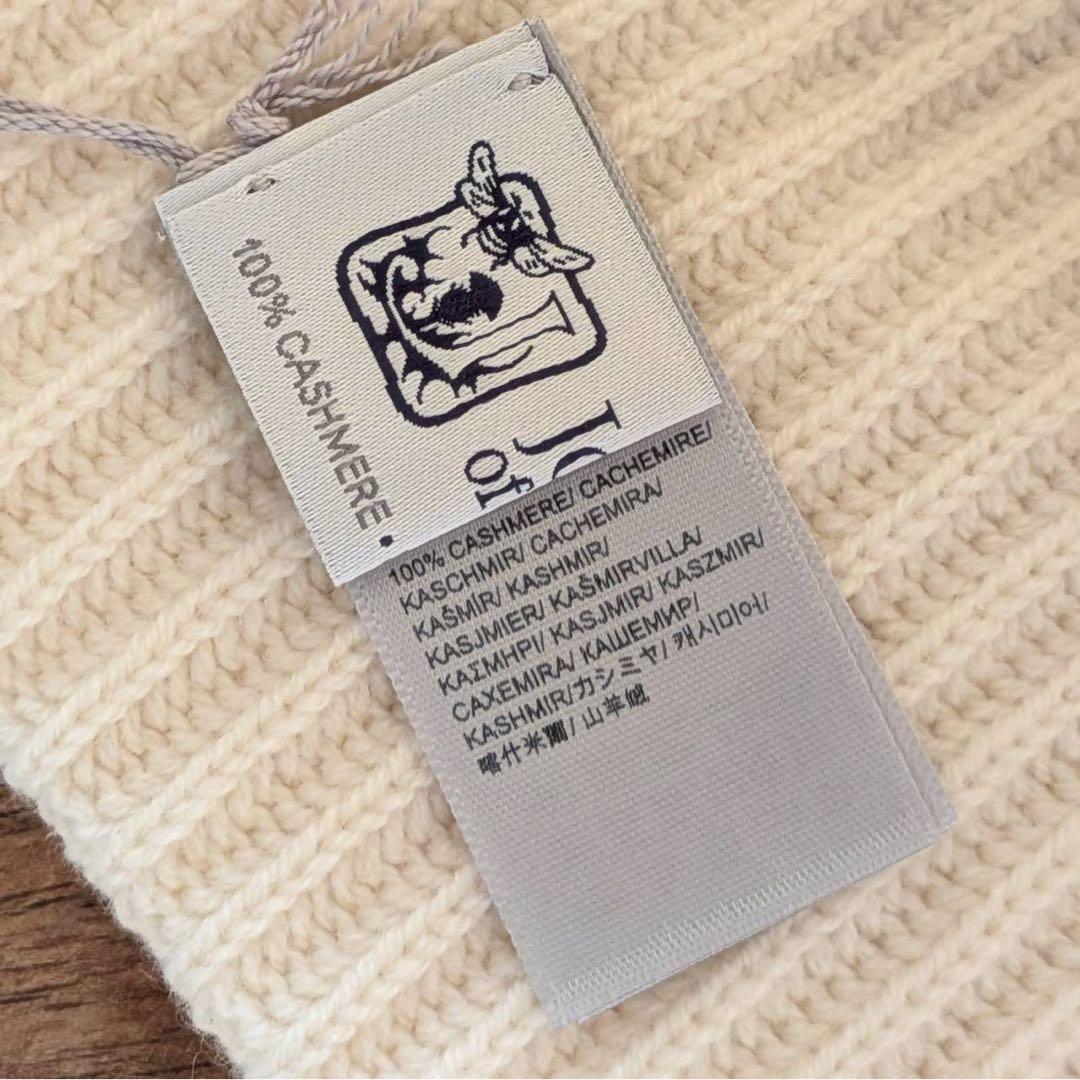 100% CASHMERE •
of
100% CASHMERE/ CACHEMIRE/
KASCHMIR/ CACHEMIRA/
KAŠMIR/ KASHMIR/
KASJMIER/ KAŠMIRVILLA/
ΚΑΣΜΗΡΙ/ KASJMIR/ KASZMIR/
CAXEMIRA/ КАШЕМИР/
KASHMIR/カシミヤ/ 캐시미어/
喀什米爾/ 山羊绒